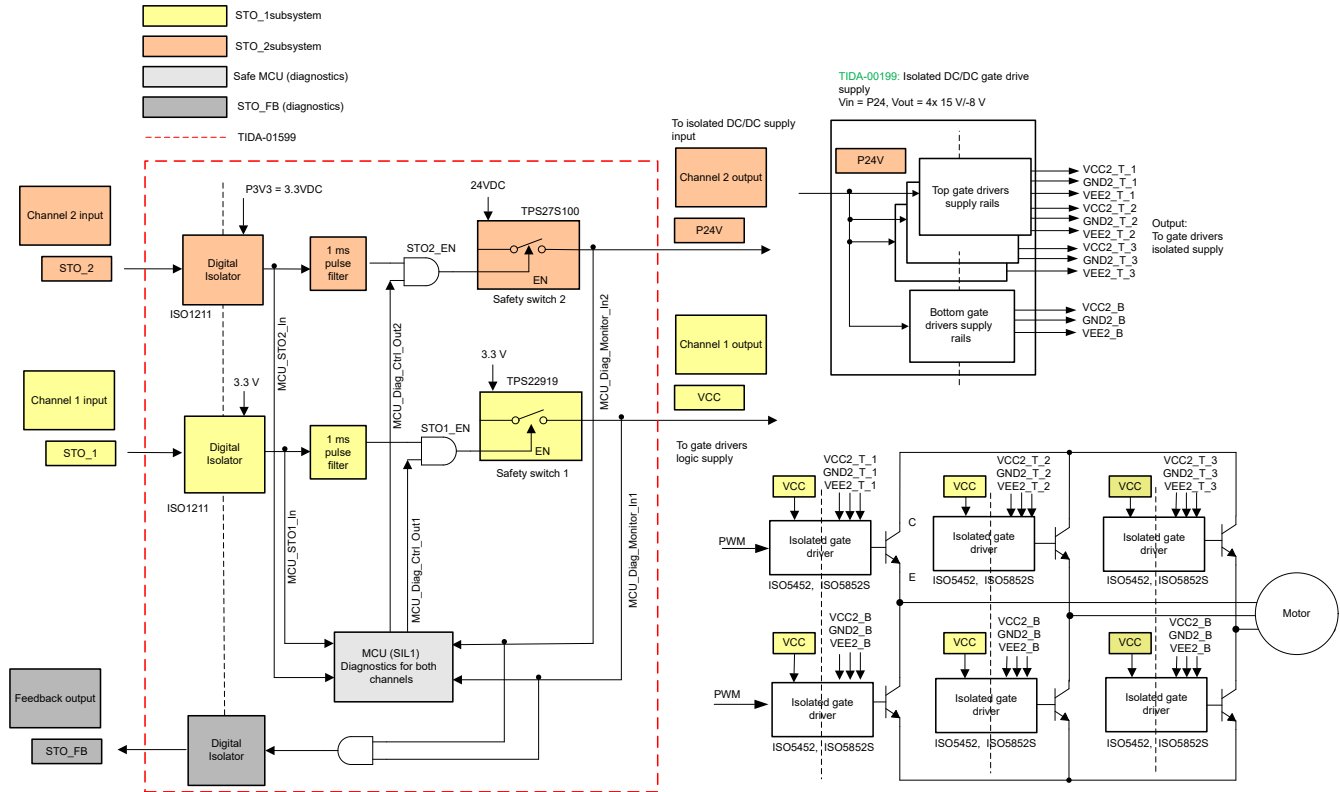 STO_1subsystem
STO_2subsystem
Safe MCU (diagnostics)
STO_FB (diagnostics)
TIDA-01599
Channel 2 input
STO_2
P3V3 = 3.3VDC
Digital
Isolator
ISO1211
1 ms
pulse
filter
STO2_EN
24VDC
TPS27S100
EN
Safety switch 2
MCU_STO2_In
MCU_Diag_Ctrl_Out2
MCU_Diag_Monitor_In2
Channel 1 input
STO_1
3.3 V
Digital
Isolator
ISO1211
1 ms
pulse
filter
STO1_EN
3.3 V
TPS22919
EN
Safety switch 1
MCU_STO1_In
MCU_Diag_Ctrl_Out1
MCU_Diag_Monitor_In1
MCU (SIL1)
Diagnostics for both
channels
Feedback output
STO_FB
Digital
Isolator
To isolated DC/DC supply
input
Channel 2 output
P24V
Channel 1 output
VCC
To gate drivers
logic supply
TIDA-00199: Isolated DC/DC gate drive
supply
Vin = P24, Vout = 4x 15 V/-8 V
P24V
Top gate drivers
supply rails
Bottom gate
drivers supply
rails
VCC2_T_1
GND2_T_1
VEE2_T_1
VCC2_T_2
GND2_T_2
VEE2_T_2
VCC2_T_3
GND2_T_3
VEE2_T_3
VCC2_B
GND2_B
VEE2_B
Output:
To gate drivers
isolated supply
VCC
VCC2_T_1
GND2_T_1
VEE2_T_1
PWM
Isolated gate
driver
C
E
ISO5452, ISO5852S
VCC
VCC2_T_2
GND2_T_2
VEE2_T_2
Isolated gate
driver
ISO5452, ISO5852S
VCC
VCC2_T_3
GND2_T_3
VEE2_T_3
Isolated gate
driver
ISO5452, ISO5852S
Motor
VCC
VCC2_B
GND2_B
VEE2_B
PWM
Isolated gate
driver
ISO5452, ISO5852S
VCC
VCC2_B
GND2_B
VEE2_B
Isolated gate
driver
ISO5452, ISO5852S
VCC
VCC2_B
GND2_B
VEE2_B
Isolated gate
driver
ISO5452, ISO5852S